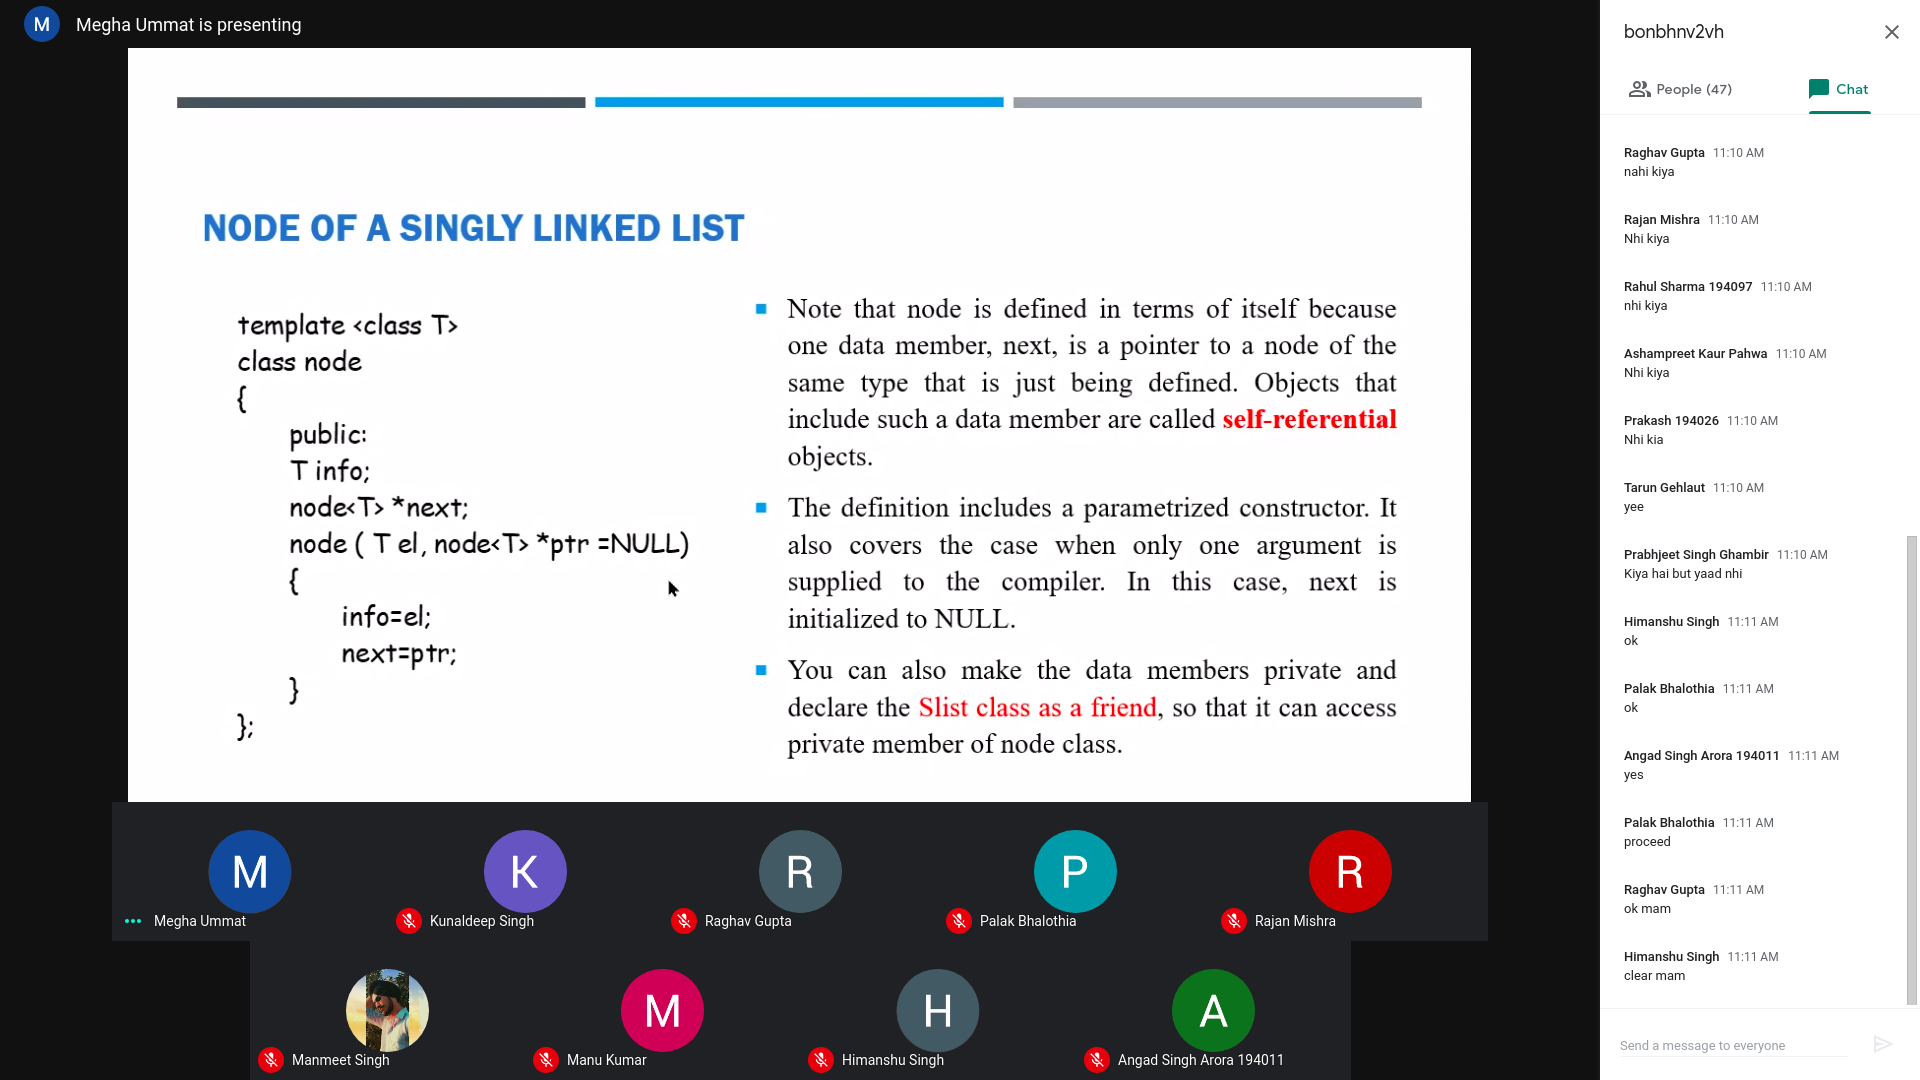 M Megha Ummat is presenting
NODE OF A SINGLY LINKED LIST
template <class T>
class node
{
public:
T info;
node<T> *next;
node ( T el, node<T> *ptr =NULL)
{
info=el;
next=ptr;
}
};
Note that node is defined in terms of itself because
one data member, next, is a pointer to a node of the
same type that is just being defined. Objects that
include such a data member are called self-referential
objects.
The definition includes a parametrized constructor. It
also covers the case when only one argument is
supplied to the compiler. In this case, next is
initialized to NULL.
You can also make the data members private and
declare the Slist class as a friend, so that it can access
private member of node class.
M
Megha Ummat
K
Kunaldeep Singh
R
Raghav Gupta
P
Palak Bhalothia
R
Rajan Mishra
Manmeet Singh
M
Manu Kumar
H
Himanshu Singh
A
Angad Singh Arora 194011
bonbhnv2vh
People (47)
Chat
Raghav Gupta 11:10 AM
nahi kiya
Rajan Mishra 11:10 AM
Nhi kiya
Rahul Sharma 194097 11:10 AM
nhi kiya
Ashampreet Kaur Pahwa 11:10 AM
Nhi kiya
Prakash 194026 11:10 AM
Nhi kia
Tarun Gehlaut 11:10 AM
yee
Prabhjeet Singh Ghambir 11:10 AM
Kiya hai but yaad nhi
Himanshu Singh 11:11 AM
ok
Palak Bhalothia 11:11 AM
ok
Angad Singh Arora 194011 11:11 AM
yes
Palak Bhalothia 11:11 AM
proceed
Raghav Gupta 11:11 AM
ok mam
Himanshu Singh 11:11 AM
clear mam
Send a message to everyone